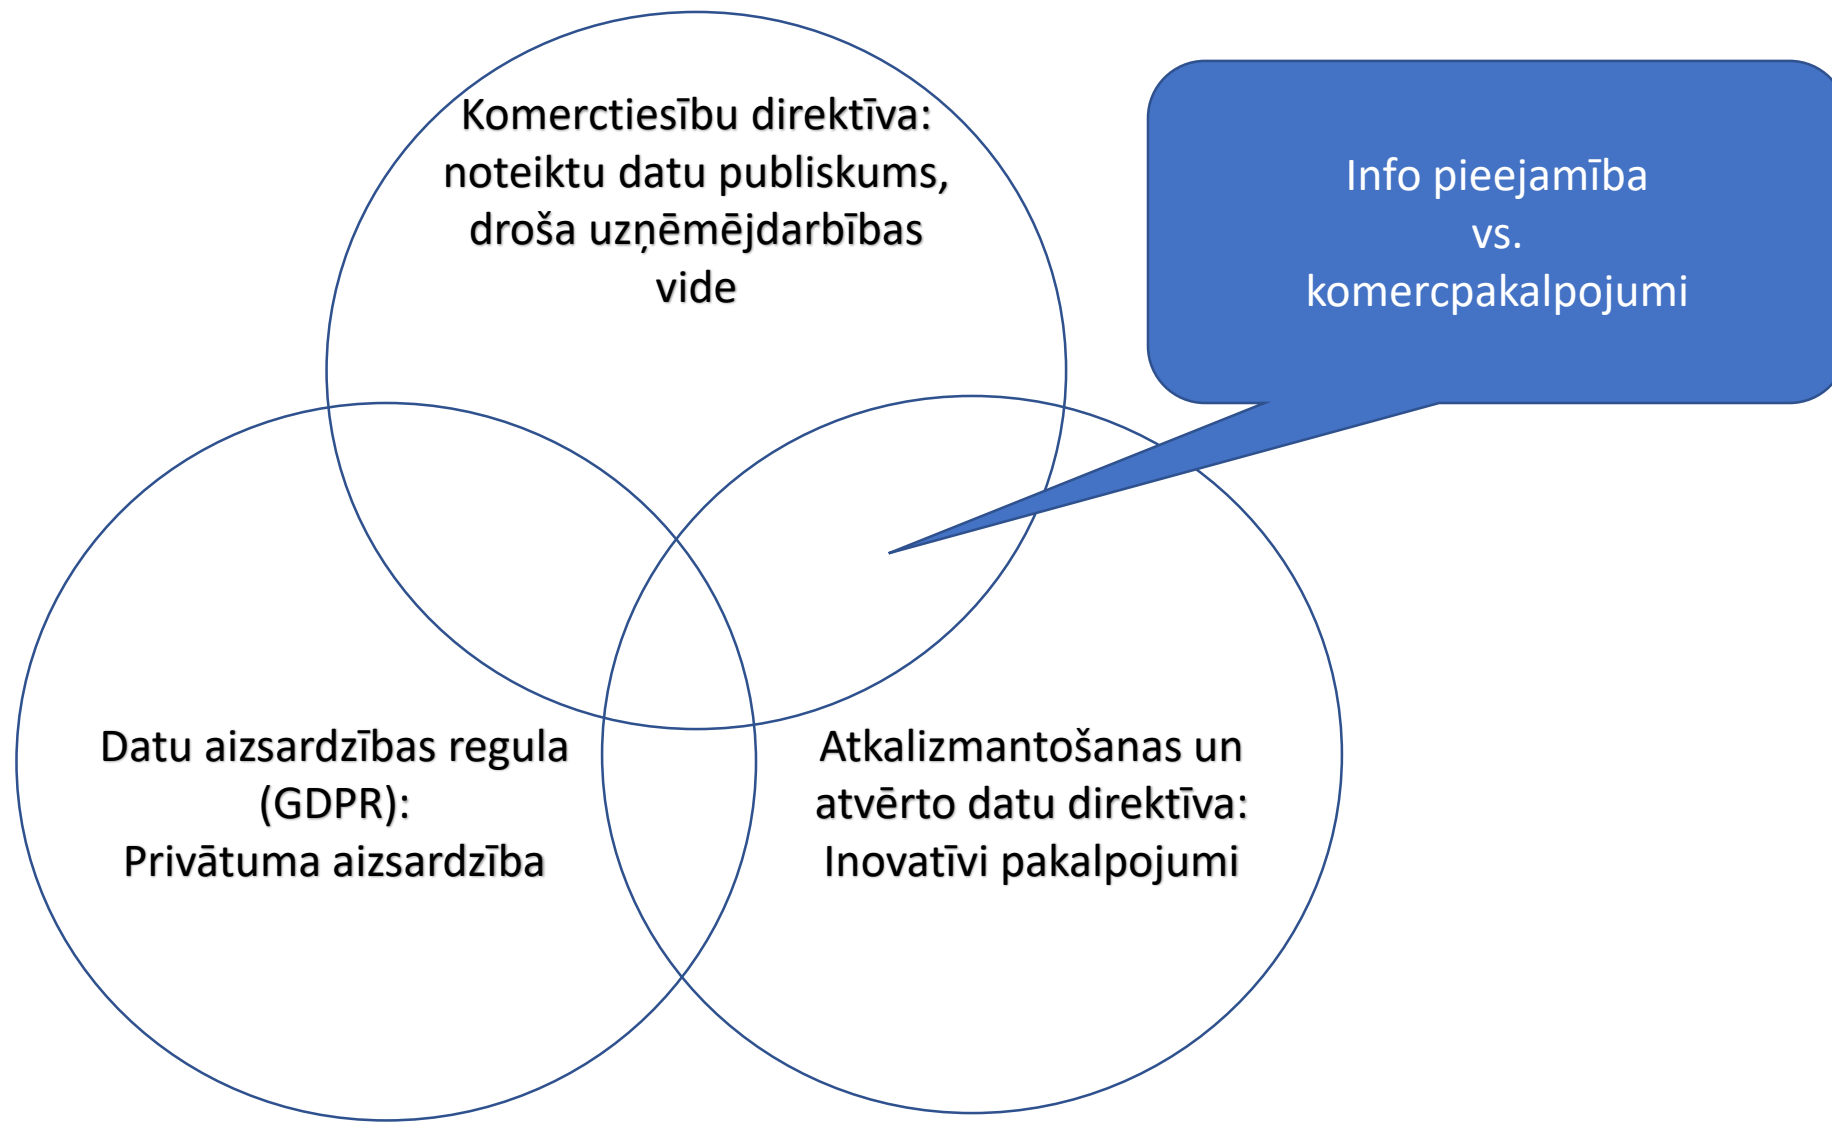 Komerctiesību direktīva:
noteiktu datu publiskums,
droša uzņēmējdarbības
vide
Info pieejamība
vs.
komercpakalpojumi
Datu aizsardzības regula
(GDPR):
Privātuma aizsardzība
Atkalizmantošanas un
atvērto datu direktīva:
Inovatīvi pakalpojumi